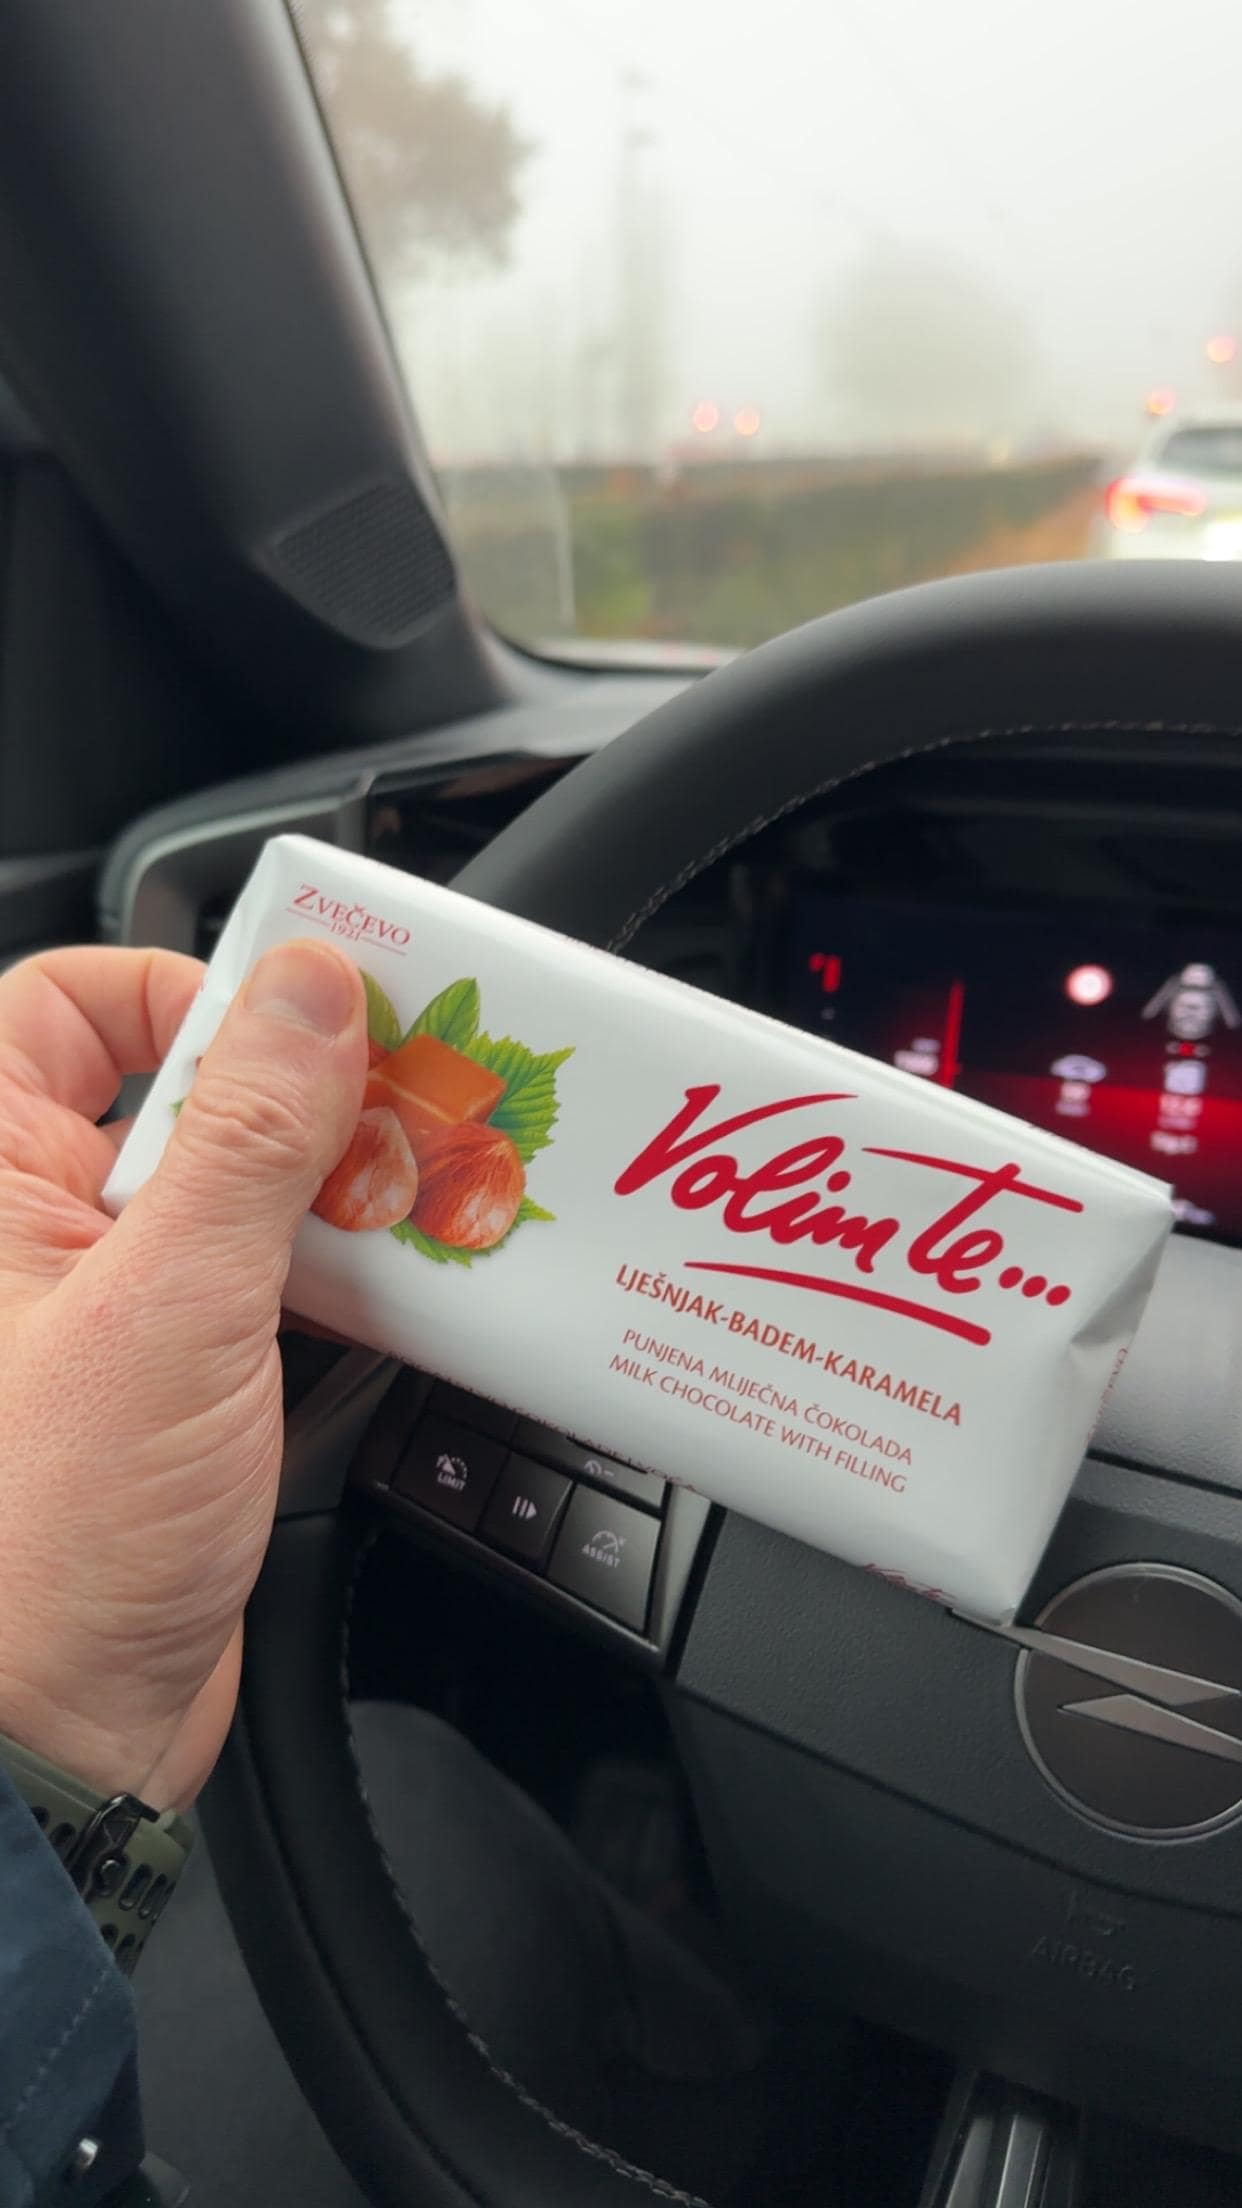 ZVEČEVO
1921
Volim Te...
LJEŠNJAK-BADEM-KARAMELA
PUNJENA MLIJEČNA ČOKOLADA
MILK CHOCOLATE WITH FILLING
LIMIT
ASSIST
AIRBAG